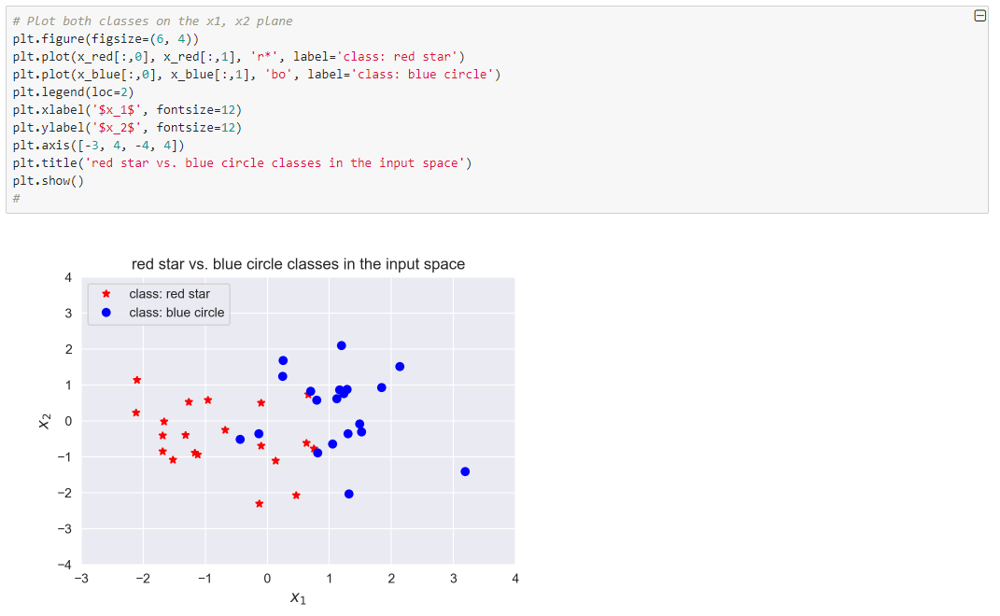 # Plot both classes on the x1, x2 plane
plt.figure(figsize=(6, 4))
plt.plot(x_red[:,0], x_red[:,1], 'r*', label='class: red star')
plt.plot(x_blue[:,0], x_blue[:,1], 'bo', label='class: blue circle')
plt.legend(loc=2)
plt.xlabel('$x_1$', fontsize=12)
plt.ylabel('$x_2$', fontsize=12)
plt.axis([-3, 4, -4, 4])
plt.title('red star vs. blue circle classes in the input space')
plt.show()
#
red star vs. blue circle classes in the input space
class: red star
class: blue circle
4
3
2
1
0
−1
−2
−3
−4
x2
−3 −2 −1 0 1 2 3 4
x1